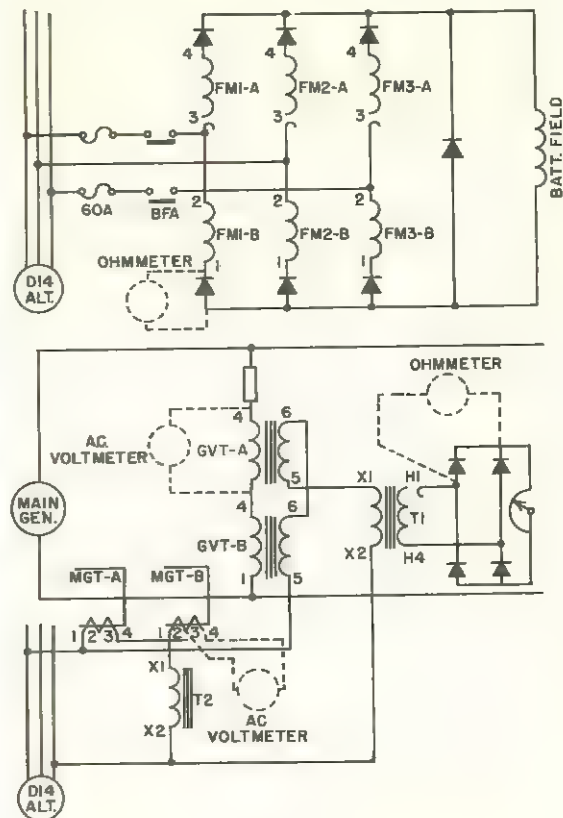 4 4 4
FM1-A FM2-A FM3-A
3 3 3
60A BFA
2 2 2
FM1-B FM2-B FM3-B
1 1 1
BATT. FIELD
OHMMETER
D14
ALT.
OHMMETER
4 6
A.C.
VOLTMETER
GVT-A
5
X1 H1
4 6
T1
MAIN
GEN.
GVT-B
X2 H4
1 5
MGT-A MGT-B
1 2 3 4 1 2 3 4
X1
T2
X2
AC
VOLTMETER
D14
ALT.